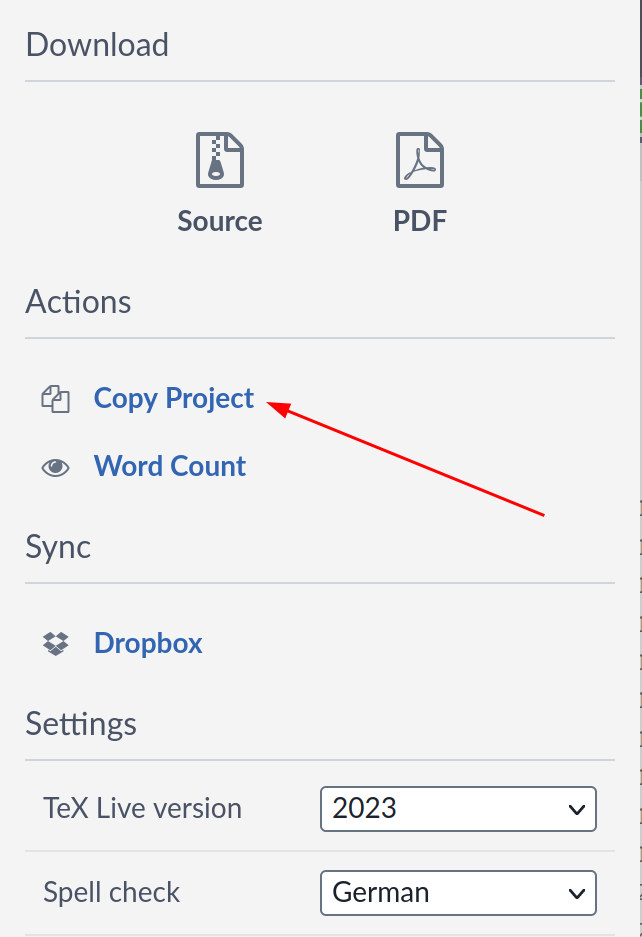 Download
Source PDF
Actions
Copy Project
Word Count
Sync
Dropbox
Settings
TeX Live version 2023
Spell check German